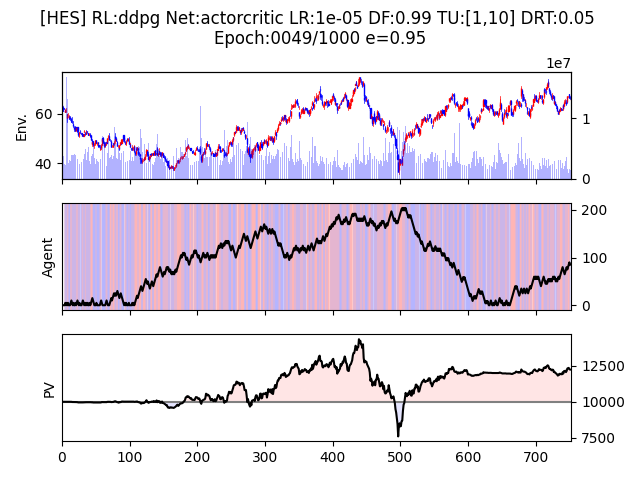 [HES] RL:ddpg Net:actorcritic LR:1e-05 DF:0.99 TU:[1,10] DRT:0.05
Epoch:0049/1000 e=0.95
1e7
Env.
60
40
1
0
Agent
200
100
0
PV
12500
10000
7500
0 100 200 300 400 500 600 700